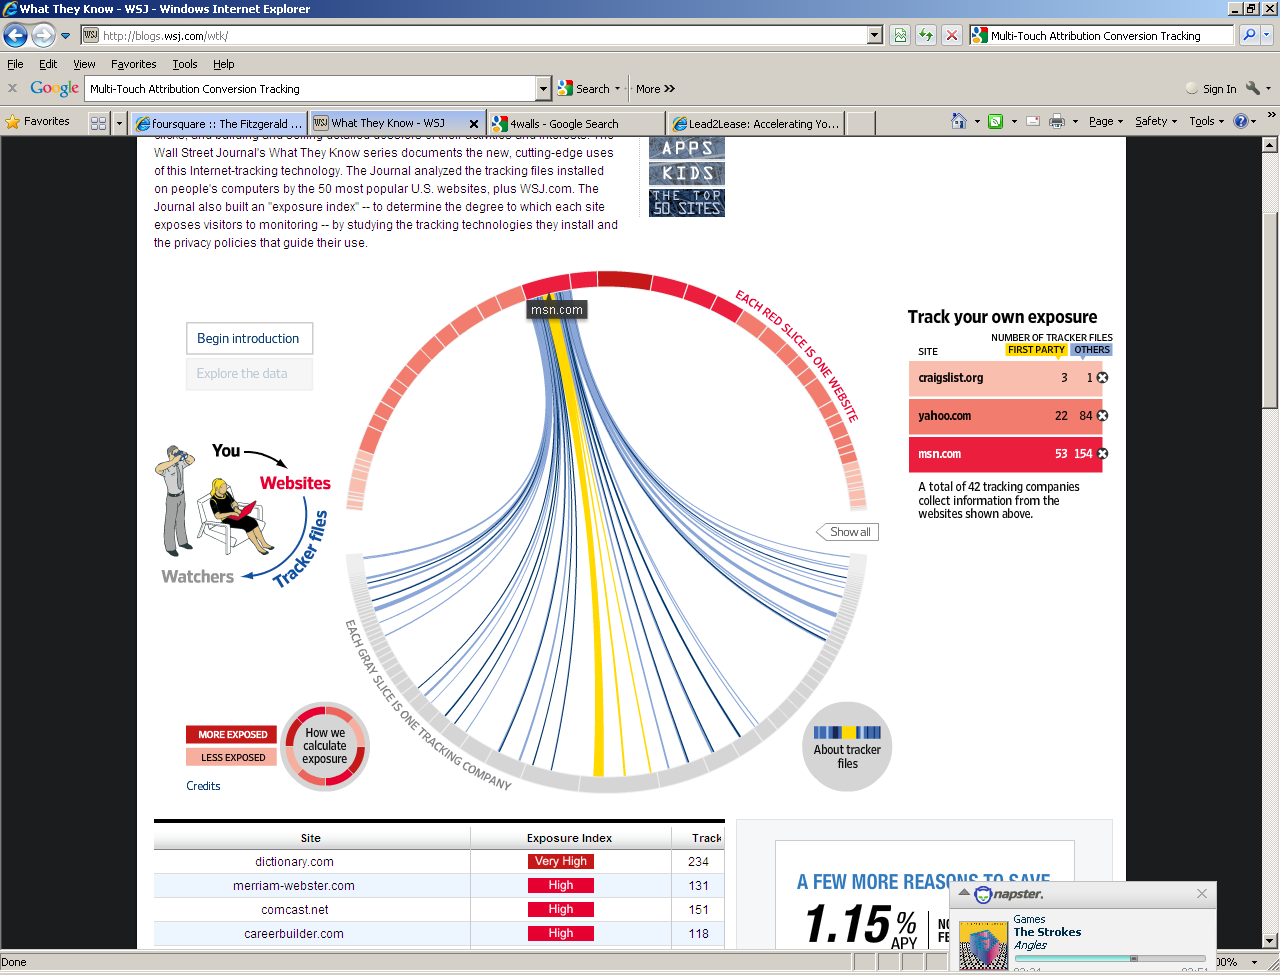 What They Know - WSJ - Windows Internet Explorer
http://blogs.wsj.com/wtk/
Multi-Touch Attribution Conversion Tracking
File Edit View Favorites Tools Help
x Google Multi-Touch Attribution Conversion Tracking Search More >> Sign In
Favorites
foursquare :: The Fitzgerald ...
What They Know - WSJ
4walls - Google Search
Lead2Lease: Accelerating Yo...
Page Safety Tools
Wall Street Journal's What They Know series documents the new, cutting-edge uses
of this Internet-tracking technology. The Journal analyzed the tracking files installed
on people's computers by the 50 most popular U.S. websites, plus WSJ.com. The
Journal also built an "exposure index" -- to determine the degree to which each site
exposes visitors to monitoring -- by studying the tracking technologies they install and
the privacy policies that guide their use.
APPS
KIDS
THE TOP
50 SITES
Begin introduction
Explore the data
You
Websites
Tracker files
Watchers
msn.com
EACH RED SLICE IS ONE WEBSITE
EACH GRAY SLICE IS ONE TRACKING COMPANY
Track your own exposure
NUMBER OF TRACKER FILES
SITE FIRST PARTY OTHERS
craigslist.org 3 1
yahoo.com 22 84
msn.com 53 154
A total of 42 tracking companies
collect information from the
websites shown above.
Show all
MORE EXPOSED
LESS EXPOSED
Credits
How we
calculate
exposure
About tracker
files
Site Exposure Index Track
dictionary.com Very High 234
merriam-webster.com High 131
comcast.net High 151
careerbuilder.com High 118
A FEW MORE REASONS TO SAVE
1.15% APY
napster.
Games
The Strokes
Angles
Done